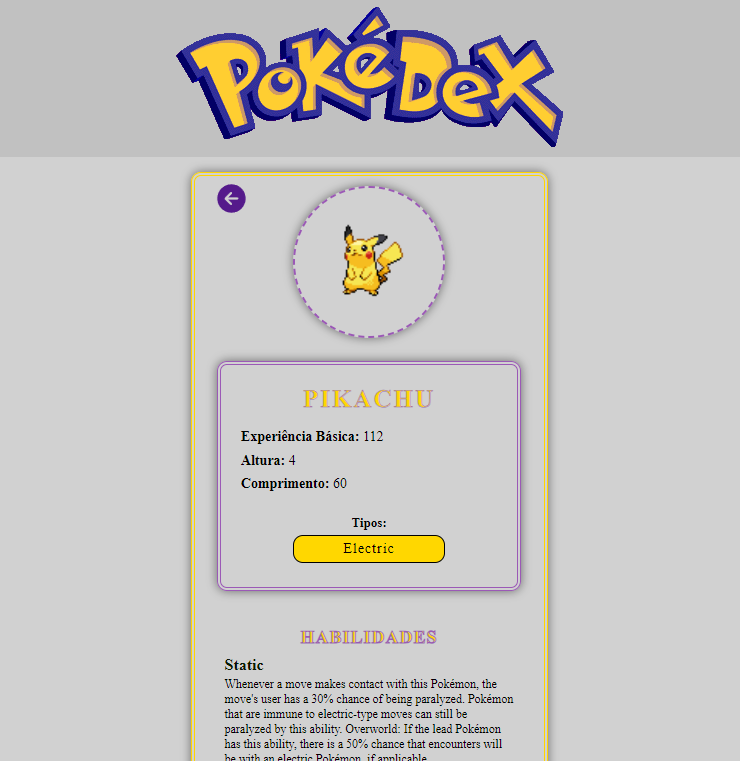 POKÉDEX
PIKACHU
Experiência Básica: 112
Altura: 4
Comprimento: 60
Tipos:
Electric
HABILIDADES
Static
Whenever a move makes contact with this Pokémon, the
move's user has a 30% chance of being paralyzed. Pokémon
that are immune to electric-type moves can still be
paralyzed by this ability. Overworld: If the lead Pokémon
has this ability, there is a 50% chance that encounters will
be with an electric Pokémon, if applicable.